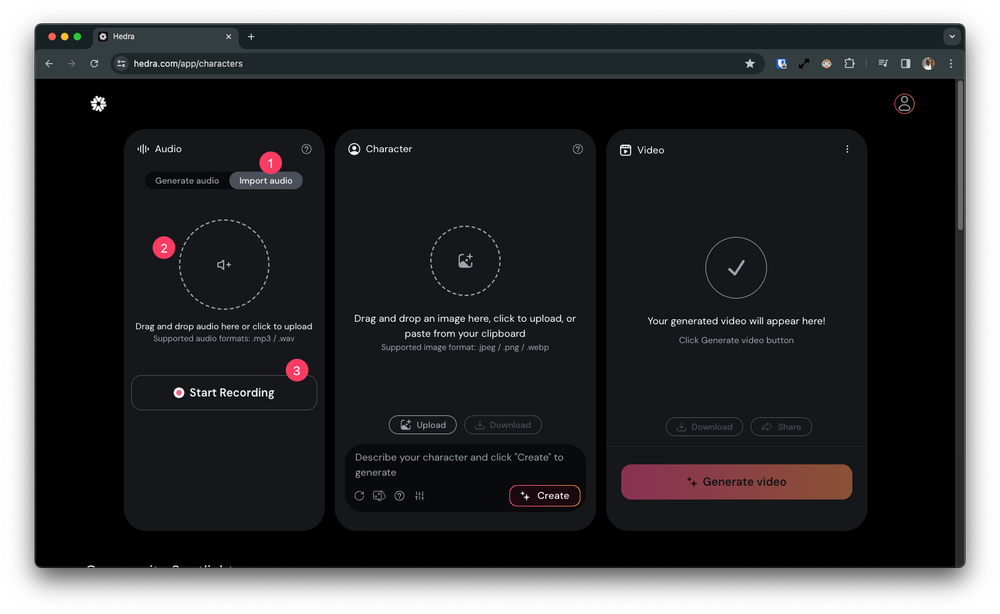 Hedra
hedra.com/app/characters
Audio
1
Generate audio
Import audio
2
Drag and drop audio here or click to upload
Supported audio formats: .mp3 / .wav
3
Start Recording
Character
Drag and drop an image here, click to upload, or
paste from your clipboard
Supported image format: .jpeg / .png / .webp
Upload
Download
Describe your character and click "Create" to
generate
Create
Video
Your generated video will appear here!
Click Generate video button
Download
Share
Generate video